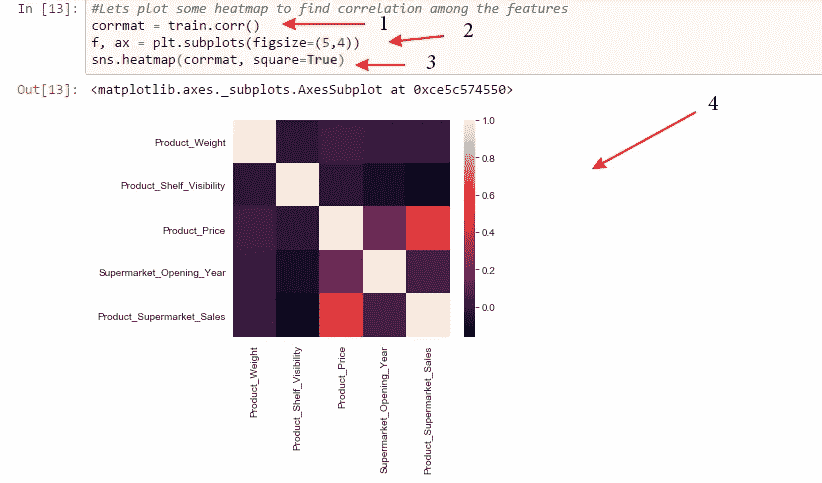 In [13]: #Lets plot some heatmap to find correlation among the features
corrmat = train.corr() 1
f, ax = plt.subplots(figsize=(5,4)) 2
sns.heatmap(corrmat, square=True) 3
Out[13]: <matplotlib.axes._subplots.AxesSubplot at 0xce5c574550>
4
Product_Weight
Product_Shelf_Visibility
Product_Price
Supermarket_Opening_Year
Product_Supermarket_Sales
1.0
0.8
0.6
0.4
0.2
0.0
Product_Weight
Product_Shelf_Visibility
Product_Price
Supermarket_Opening_Year
Product_Supermarket_Sales